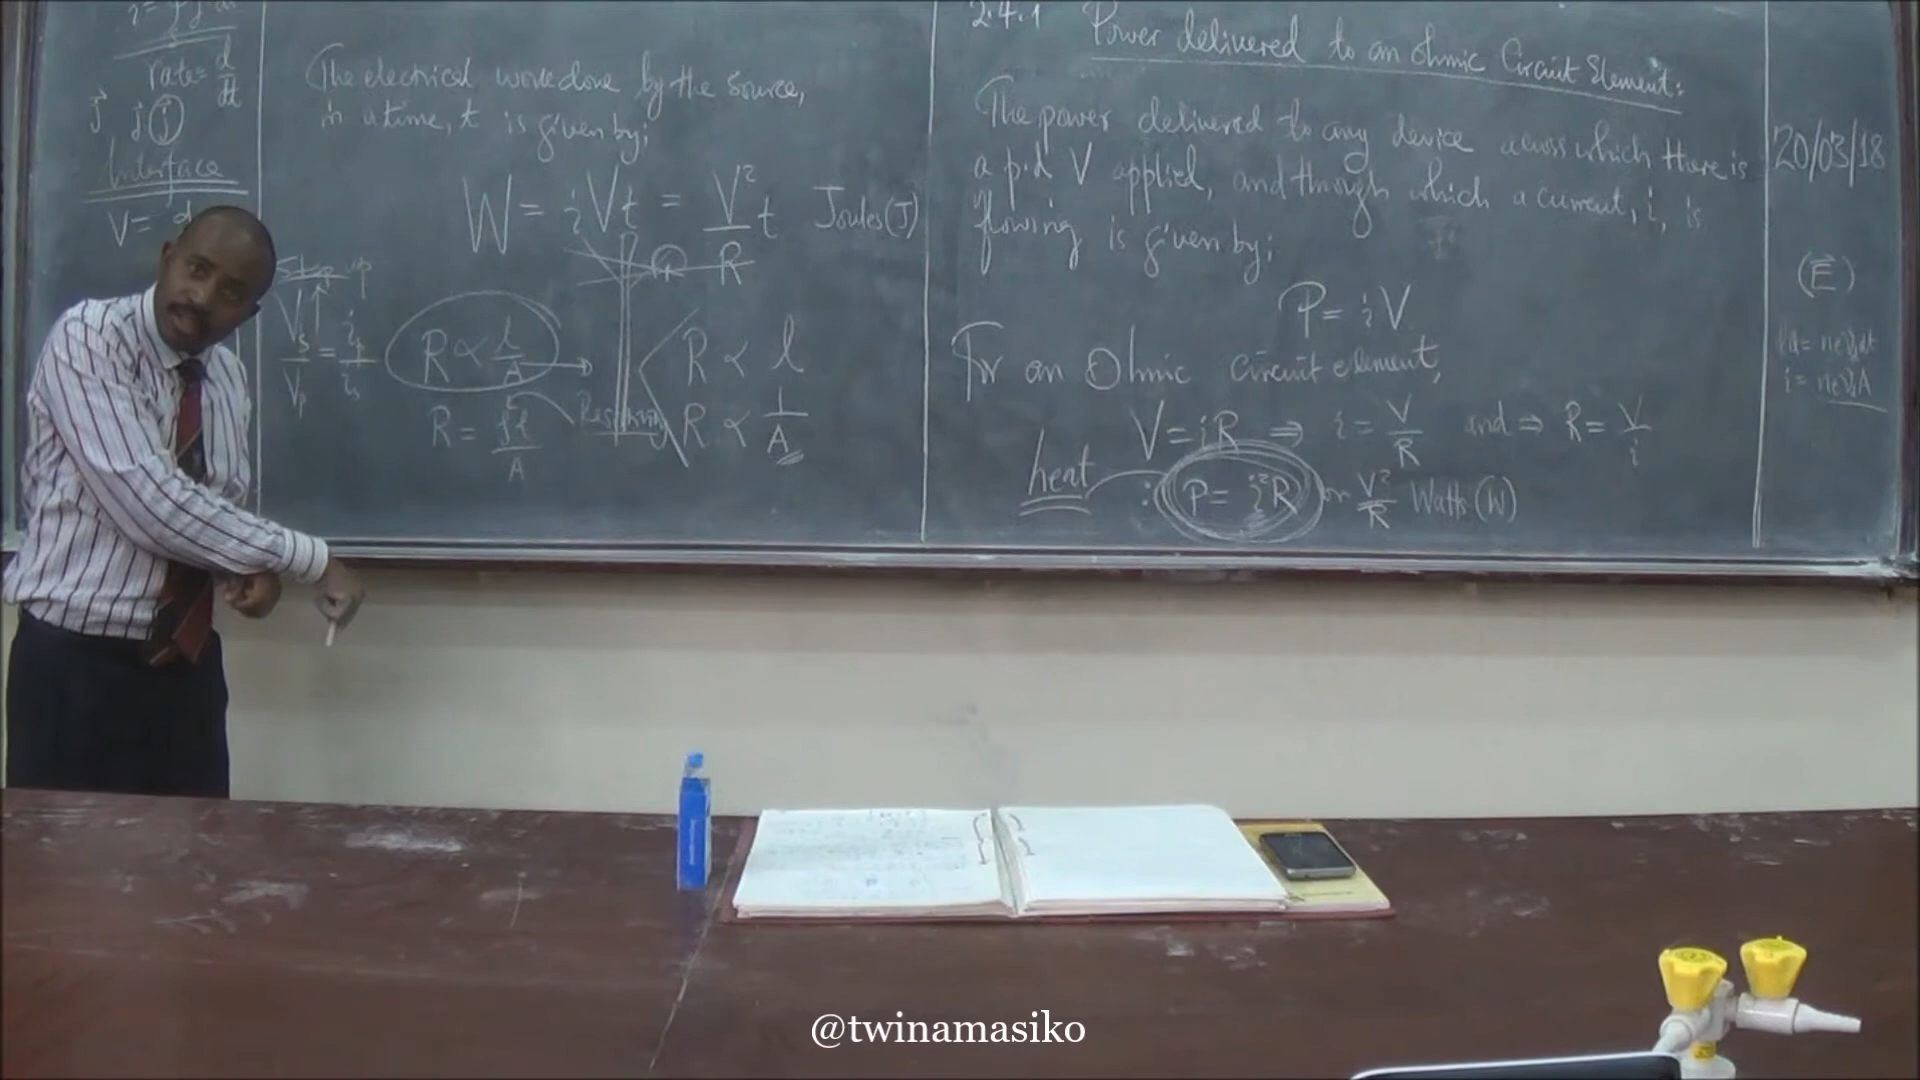 rate= d/dt
Interface
V= d
The electrical work done by the source,
in a time, t is given by;
W = iVt = V²/R t Joules(J)
Step up
Vs/Vp = ip/is
R ∝ l/A
R = ρl/A
R ∝ l
R ∝ 1/A
2.4.1 Power delivered to an ohmic Circuit Element:
The power delivered to any device across which there is
a p.d V applied, and through which a current, i, is
flowing is given by;
P = iV
For an Ohmic circuit element,
V = iR ⇒ i = V/R and ⇒ R = V/i
heat
∴ P = i²R or V²/R Watts (W)
20/03/18
(E⃗)
@twinamasiko